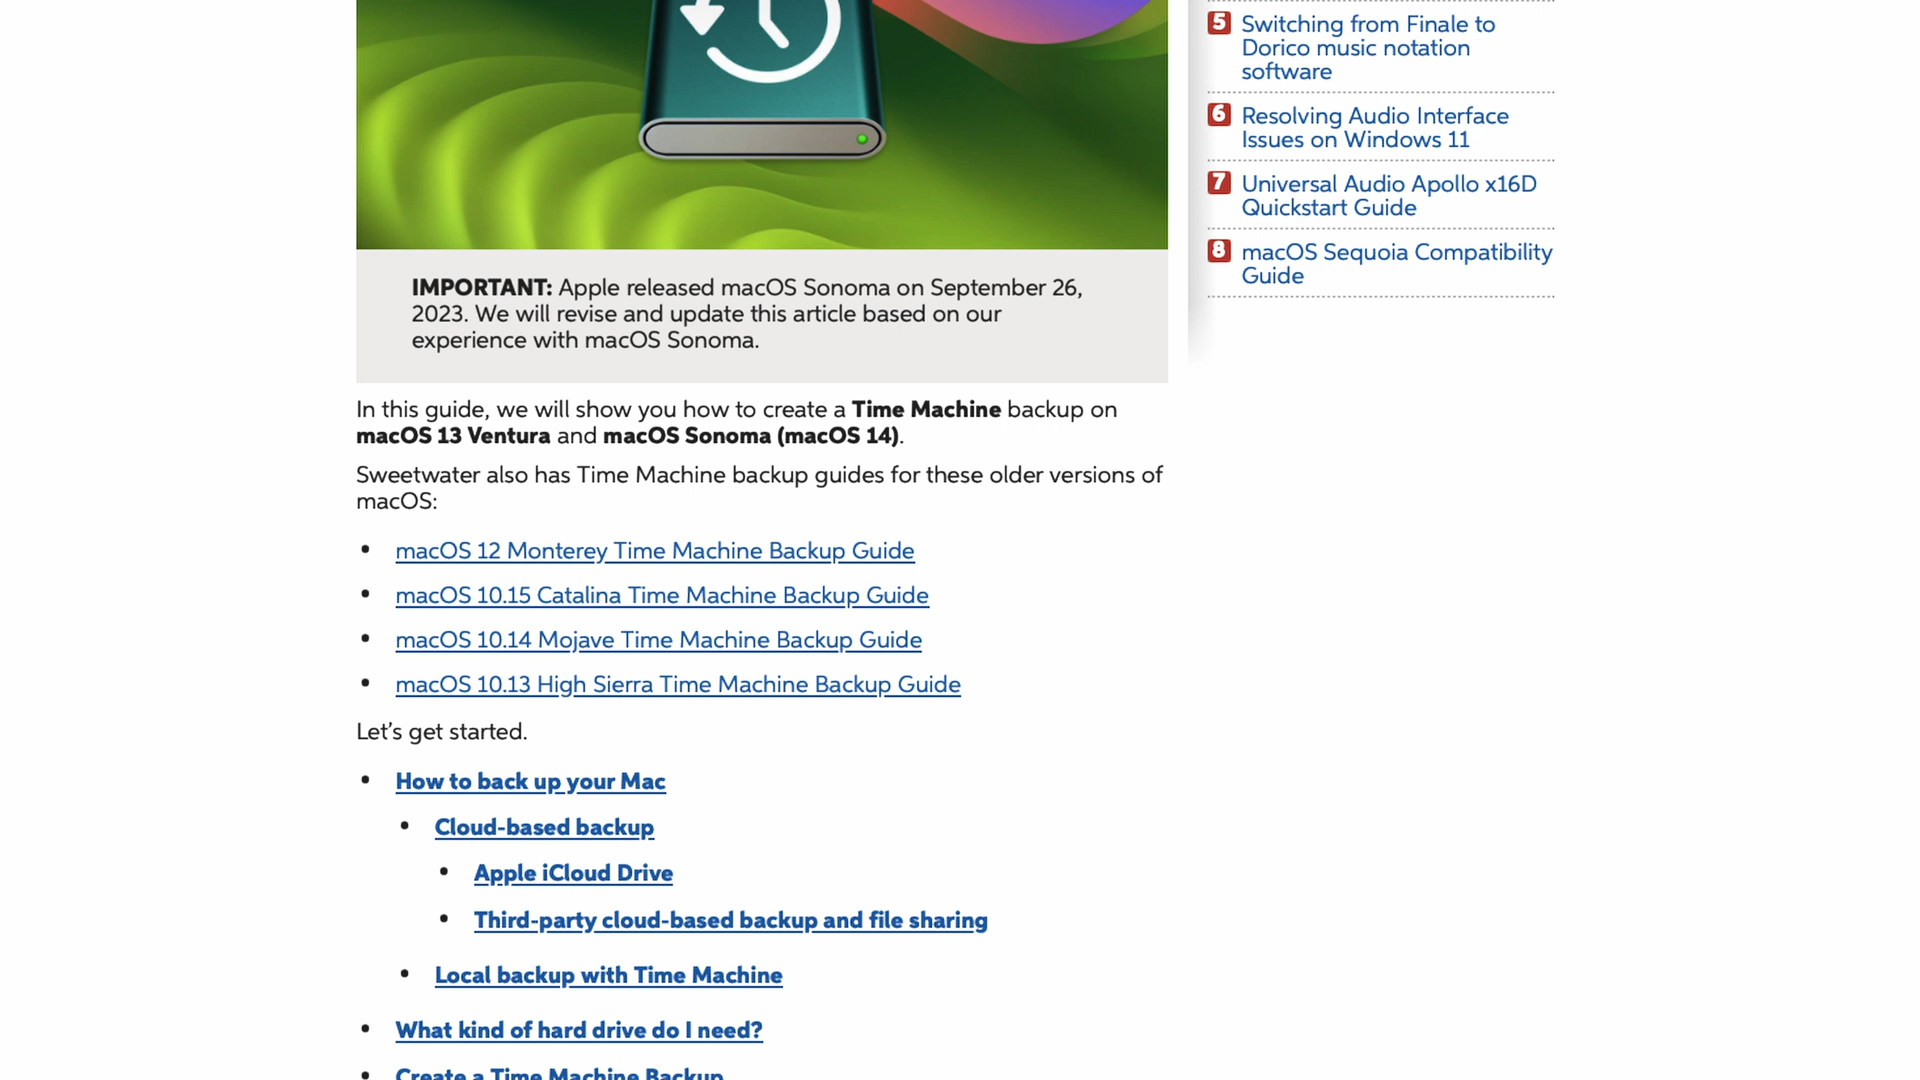 IMPORTANT: Apple released macOS Sonoma on September 26,
2023. We will revise and update this article based on our
experience with macOS Sonoma.
In this guide, we will show you how to create a Time Machine backup on
macOS 13 Ventura and macOS Sonoma (macOS 14).
Sweetwater also has Time Machine backup guides for these older versions of
macOS:
• macOS 12 Monterey Time Machine Backup Guide
• macOS 10.15 Catalina Time Machine Backup Guide
• macOS 10.14 Mojave Time Machine Backup Guide
• macOS 10.13 High Sierra Time Machine Backup Guide
Let's get started.
• How to back up your Mac
• Cloud-based backup
• Apple iCloud Drive
• Third-party cloud-based backup and file sharing
• Local backup with Time Machine
• What kind of hard drive do I need?
• Create a Time Machine Backup
5 Switching from Finale to
Dorico music notation
software
6 Resolving Audio Interface
Issues on Windows 11
7 Universal Audio Apollo x16D
Quickstart Guide
8 macOS Sequoia Compatibility
Guide